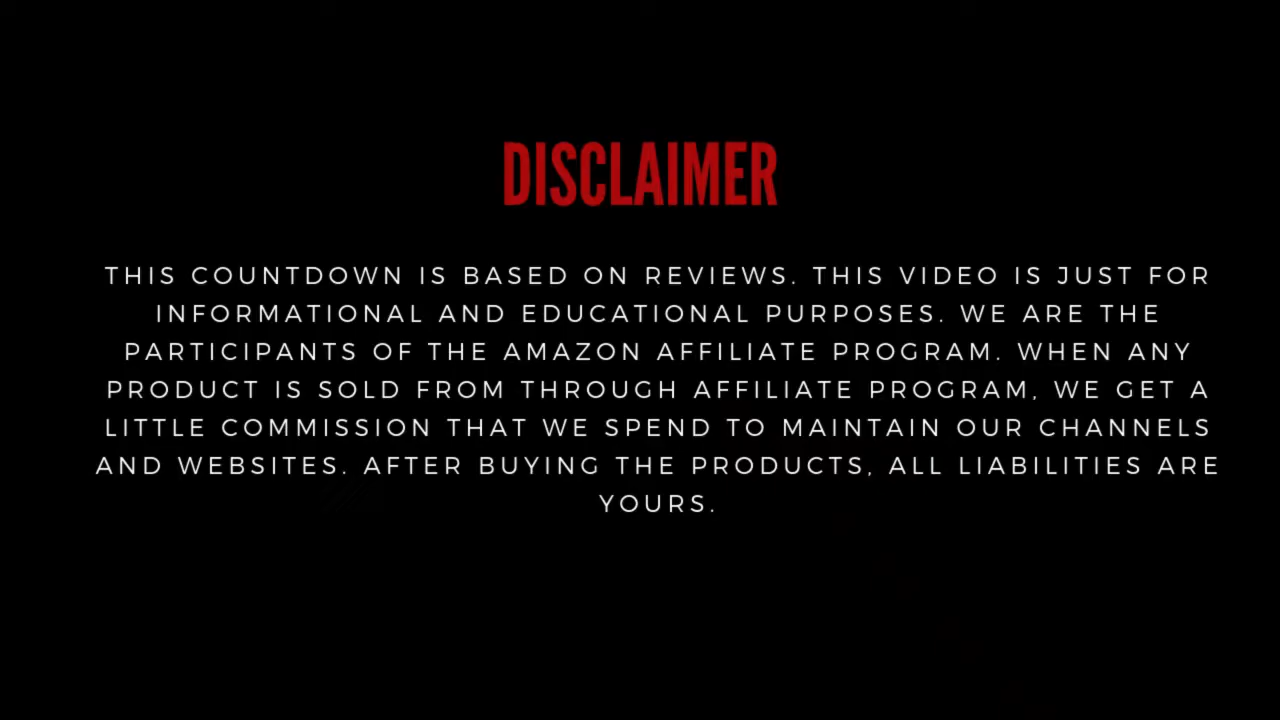 DISCLAIMER
THIS COUNTDOWN IS BASED ON REVIEWS. THIS VIDEO IS JUST FOR
INFORMATIONAL AND EDUCATIONAL PURPOSES. WE ARE THE
PARTICIPANTS OF THE AMAZON AFFILIATE PROGRAM. WHEN ANY
PRODUCT IS SOLD FROM THROUGH AFFILIATE PROGRAM, WE GET A
LITTLE COMMISSION THAT WE SPEND TO MAINTAIN OUR CHANNELS
AND WEBSITES. AFTER BUYING THE PRODUCTS, ALL LIABILITIES ARE
YOURS.